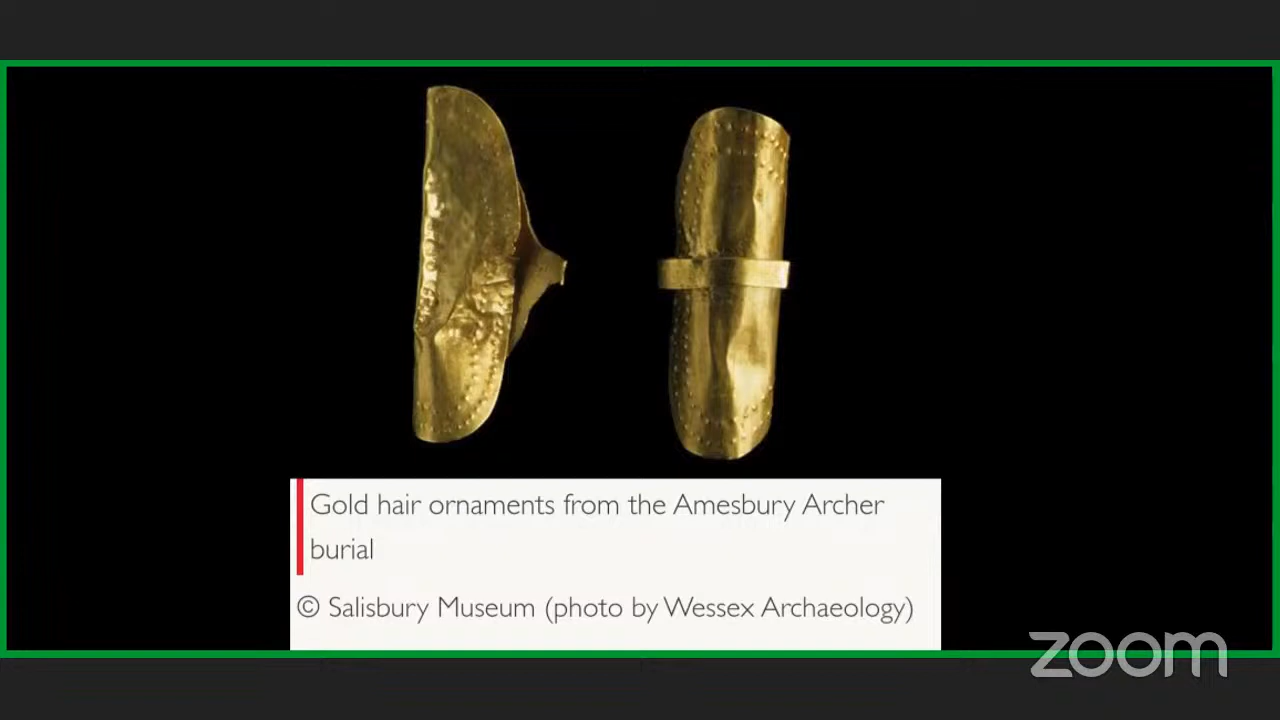 Gold hair ornaments from the Amesbury Archer
burial
© Salisbury Museum (photo by Wessex Archaeology)
zoom